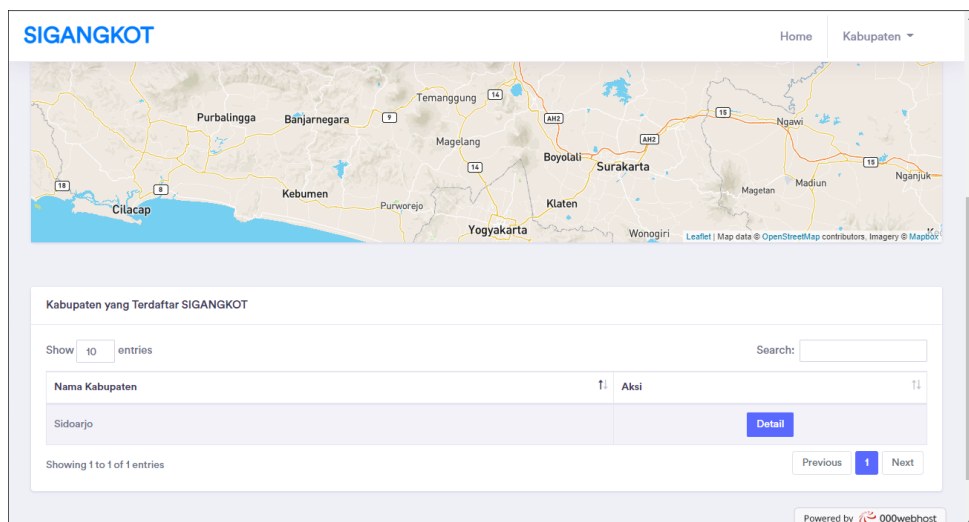 SIGANGKOT
Home
Kabupaten
Temanggung
14
Purbalingga
Banjarnegara
9
AH2
15
Ngawi
Magelang
AH2
14
Boyolali
Surakarta
15
Nganjuk
18
8
Kebumen
Magetan
Madiun
Cilacap
Purworejo
Klaten
Yogyakarta
Wonogiri
Leaflet | Map data © OpenStreetMap contributors, Imagery © Mapbox
Kabupaten yang Terdaftar SIGANGKOT
Show 10 entries
Search:
Nama Kabupaten
Aksi
Sidoarjo
Detail
Showing 1 to 1 of 1 entries
Previous 1 Next
Powered by 000webhost